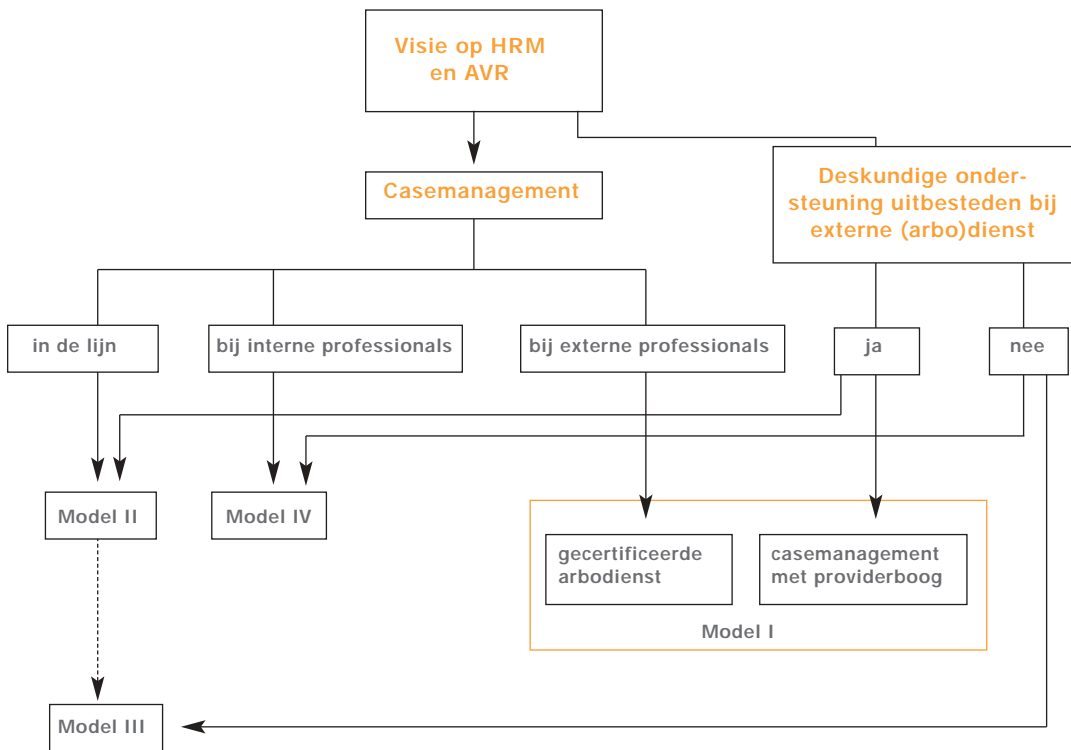 Visie op HRM
en AVR
Casemanagement
Deskundige onder-
steuning uitbesteden bij
externe (arbo)dienst
in de lijn
bij interne professionals
bij externe professionals
ja
nee
Model II
Model IV
gecertificeerde
arbodienst
casemanagement
met providerboog
Model I
Model III